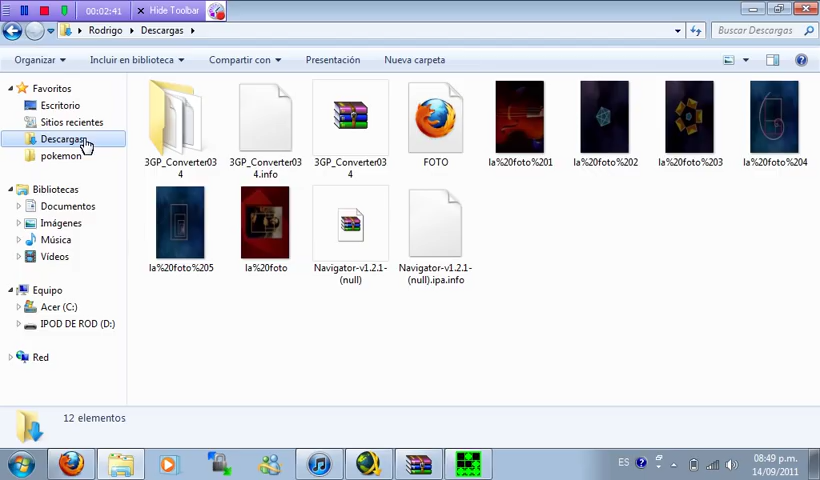 00:02:41
Hide Toolbar
Rodrigo
Descargas
Buscar Descargas
Organizar
Incluir en biblioteca
Compartir con
Presentación
Nueva carpeta
Favoritos
Escritorio
Sitios recientes
Descargas
pokemon
Bibliotecas
Documentos
Imágenes
Música
Vídeos
Equipo
Acer (C:)
IPOD DE ROD (D:)
Red
3GP_Converter03
4
3GP_Converter03
4.info
3GP_Converter03
4
FOTO
la%20foto%201
la%20foto%202
la%20foto%203
la%20foto%204
la%20foto%205
la%20foto
Navigator-v1.2.1-
(null)
Navigator-v1.2.1-
(null).ipa.info
12 elementos
ES
08:49 p.m.
14/09/2011